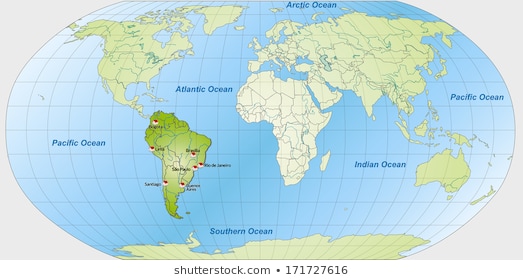 Arctic Ocean
Atlantic Ocean
Pacific Ocean
Bogota
Pacific Ocean
Lima
Brasilia
Rio de Janeiro
São Paulo
Indian Ocean
Santiago
Buenos
Aires
Southern Ocean
shutterstock.com • 171727616